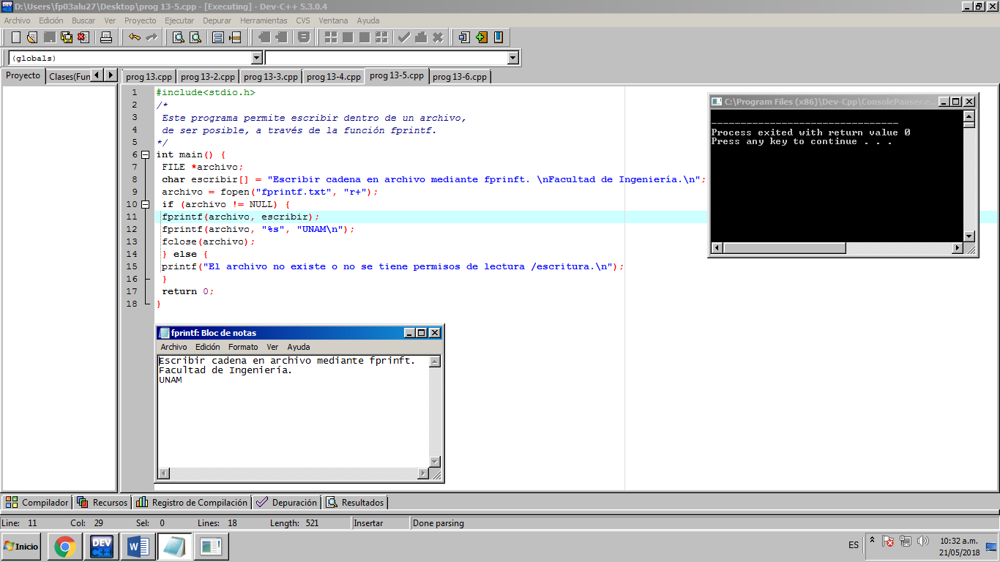 D:\Users\fp03alu27\Desktop\prog 13-5.cpp - [Executing] - Dev-C++ 5.3.0.4
Archivo Edición Buscar Ver Proyecto Ejecutar Depurar Herramientas CVS Ventana Ayuda
(globals)
Proyecto Clases(Fun prog 13.cpp prog 13-2.cpp prog 13-3.cpp prog 13-4.cpp prog 13-5.cpp prog 13-6.cpp
1 #include<stdio.h>
2 /*
3 Este programa permite escribir dentro de un archivo,
4 de ser posible, a través de la función fprintf.
5 */
6 int main() {
7 FILE *archivo;
8 char escribir[] = "Escribir cadena en archivo mediante fprinft. \nFacultad de Ingeniería.\n";
9 archivo = fopen("fprintf.txt", "r+");
10 if (archivo != NULL) {
11 fprintf(archivo, escribir);
12 fprintf(archivo, "%s", "UNAM\n");
13 fclose(archivo);
14 } else {
15 printf("El archivo no existe o no se tiene permisos de lectura /escritura.\n");
16 }
17 return 0;
18 }
C:\Program Files (x86)\Dev-Cpp\ConsolePauser.e...
--------------------------------
Process exited with return value 0
Press any key to continue . . .
fprintf: Bloc de notas
Archivo Edición Formato Ver Ayuda
Escribir cadena en archivo mediante fprinft.
Facultad de Ingeniería.
UNAM
Compilador Recursos Registro de Compilación Depuración Resultados
Line: 11 Col: 29 Sel: 0 Lines: 18 Length: 521 Insertar Done parsing
Inicio DEV C++ W ES 10:32 a.m.
21/05/2018